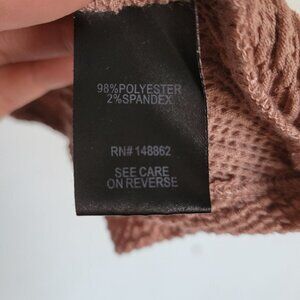 98%POLYESTER
2%SPANDEX
RN# 148862
SEE CARE
ON REVERSE